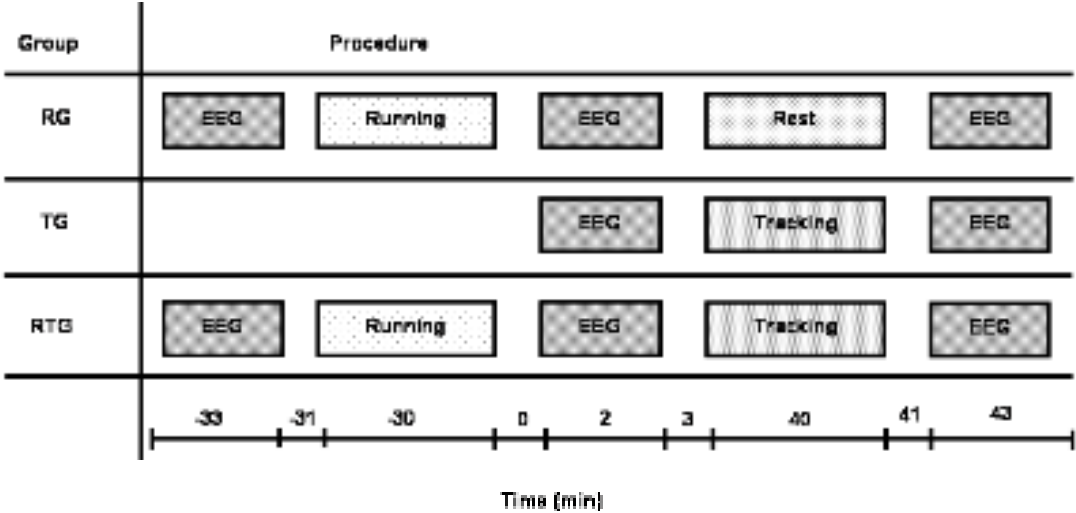 Group Procedure
RG EEG Running EEG Rest EEG
TG EEG Tracking EEG
RTG EEG Running EEG Tracking EEG
-33 -31 -30 0 2 3 40 41 43
Time (min)